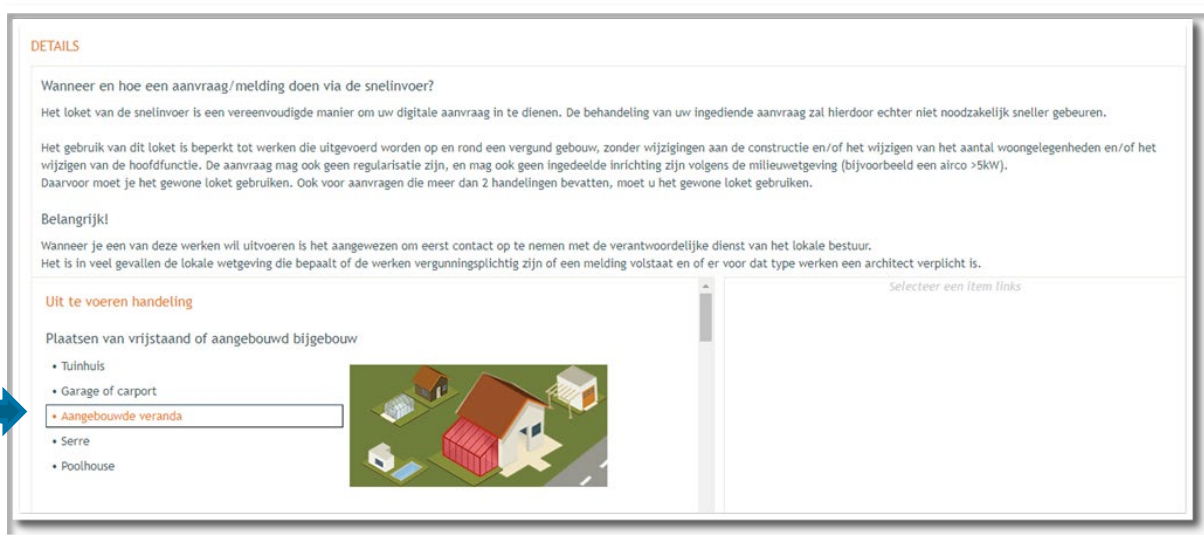 DETAILS
Wanneer en hoe een aanvraag/melding doen via de snelinvoer?
Het loket van de snelinvoer is een vereenvoudigde manier om uw digitale aanvraag in te dienen. De behandeling van uw ingediende aanvraag zal hierdoor echter niet noodzakelijk sneller gebeuren.
Het gebruik van dit loket is beperkt tot werken die uitgevoerd worden op en rond een vergund gebouw, zonder wijzigingen aan de constructie en/of het wijzigen van het aantal woongelegenheden en/of het
wijzigen van de hoofdfunctie. De aanvraag mag ook geen regularisatie zijn, en mag ook geen ingedeelde inrichting zijn volgens de milieuwetgeving (bijvoorbeeld een airco >5kW).
Daarvoor moet je het gewone loket gebruiken. Ook voor aanvragen die meer dan 2 handelingen bevatten, moet u het gewone loket gebruiken.
Belangrijk!
Wanneer je een van deze werken wil uitvoeren is het aangewezen om eerst contact op te nemen met de verantwoordelijke dienst van het lokale bestuur.
Het is in veel gevallen de lokale wetgeving die bepaalt of de werken vergunningsplichtig zijn of een melding volstaat en of er voor dat type werken een architect verplicht is.
Uit te voeren handeling
Plaatsen van vrijstaand of aangebouwd bijgebouw
• Tuinhuis
• Garage of carport
• Aangebouwde veranda
• Serre
• Poolhouse
Selecteer een item links